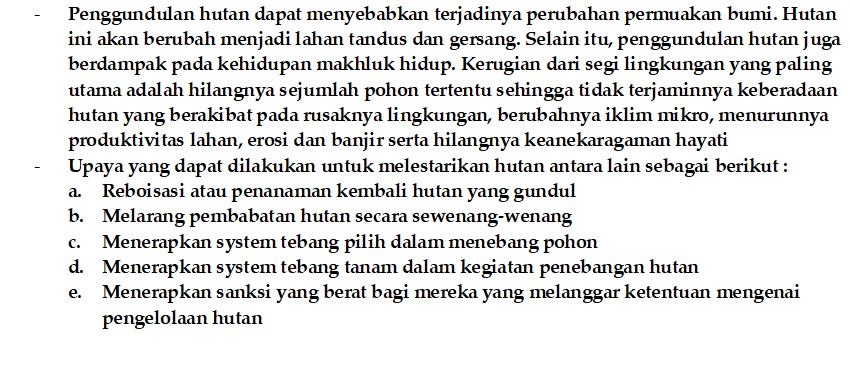 - Penggundulan hutan dapat menyebabkan terjadinya perubahan permuakan bumi. Hutan
ini akan berubah menjadi lahan tandus dan gersang. Selain itu, penggundulan hutan juga
berdampak pada kehidupan makhluk hidup. Kerugian dari segi lingkungan yang paling
utama adalah hilangnya sejumlah pohon tertentu sehingga tidak terjaminnya keberadaan
hutan yang berakibat pada rusaknya lingkungan, berubahnya iklim mikro, menurunnya
produktivitas lahan, erosi dan banjir serta hilangnya keanekaragaman hayati
- Upaya yang dapat dilakukan untuk melestarikan hutan antara lain sebagai berikut :
a. Reboisasi atau penanaman kembali hutan yang gundul
b. Melarang pembabatan hutan secara sewenang-wenang
c. Menerapkan system tebang pilih dalam menebang pohon
d. Menerapkan system tebang tanam dalam kegiatan penebangan hutan
e. Menerapkan sanksi yang berat bagi mereka yang melanggar ketentuan mengenai
pengelolaan hutan